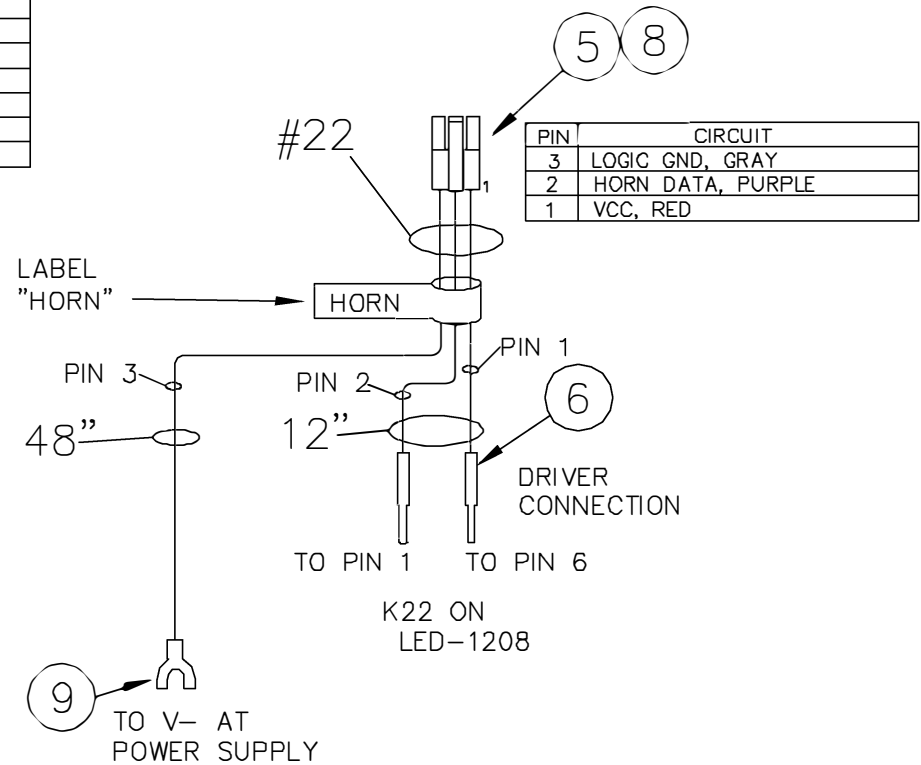 5 8
#22
PIN CIRCUIT
3 LOGIC GND, GRAY
2 HORN DATA, PURPLE
1 VCC, RED
1
LABEL
"HORN"
HORN
PIN 3
PIN 2
PIN 1
6
48"
12"
DRIVER
CONNECTION
TO PIN 1
TO PIN 6
K22 ON
LED-1208
9
TO V- AT
POWER SUPPLY